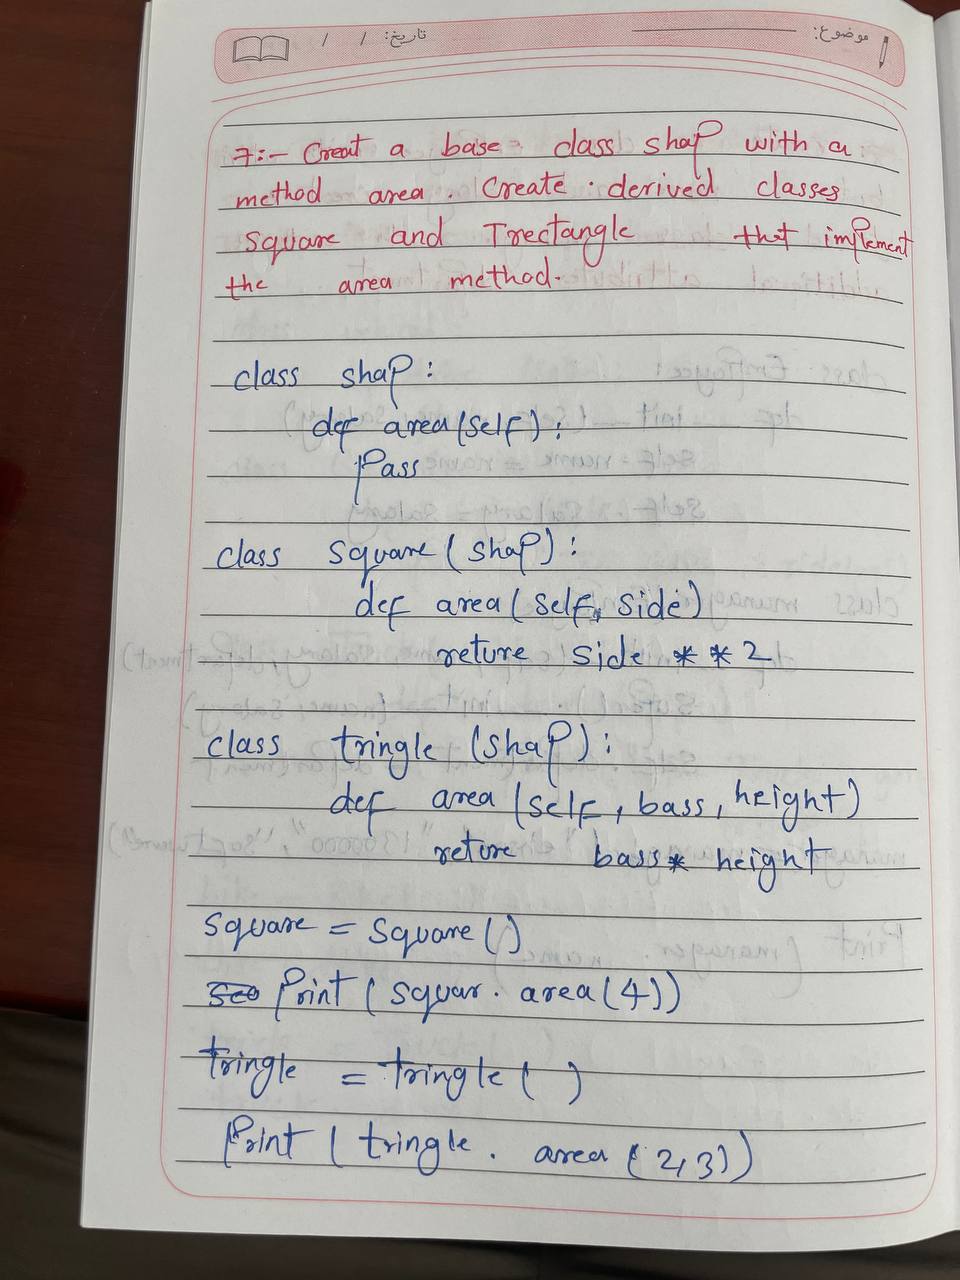 موضوع:
تاریخ: / /
7:- Creat a base class shap with a
method area. Create derived classes
Square and Trectangle that implement
the area method.
class shap:
def area(self):
Pass
class square(shap):
def area(self, side)
reture side **2
class tringle (shap):
def area(self, bass, height)
reture bass* height
square = square()
Print(squar.area(4))
tringle = tringle( )
Print(tringle.area(2,3))